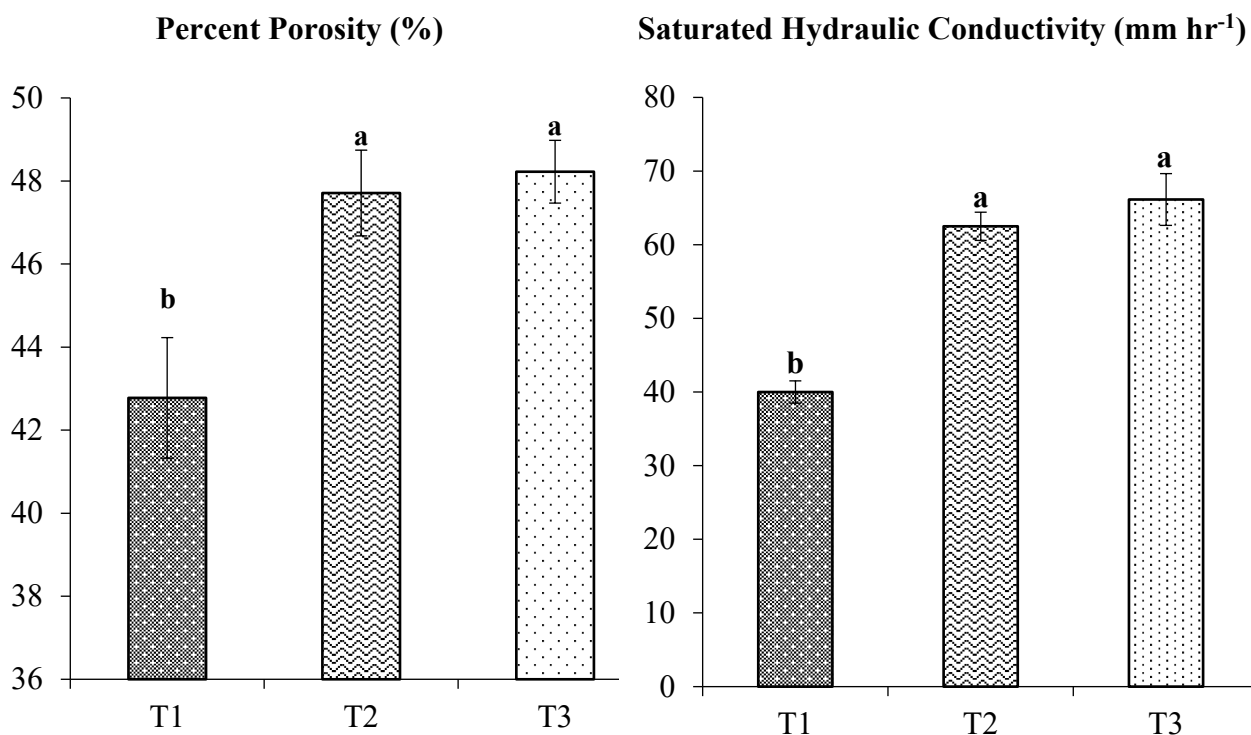 Percent Porosity (%)
50
48
46
44
42
40
38
36
b
a
a
T1
T2
T3
Saturated Hydraulic Conductivity (mm hr⁻¹)
80
70
60
50
40
30
20
10
0
b
a
a
T1
T2
T3